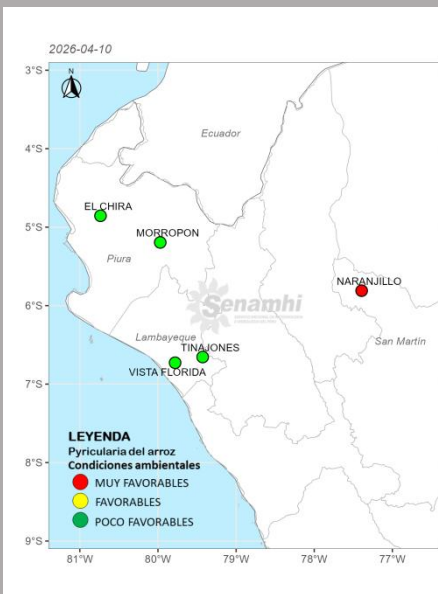 2026-04-10
3°S
N
4°S
Ecuador
EL CHIRA
5°S
MORROPON
Piura
NARANJILLO
6°S
Senamhi
Lambayeque
San Martín
TINAJONES
VISTA FLORIDA
7°S
LEYENDA
Pyricularia del arroz
Condiciones ambientales
8°S
MUY FAVORABLES
FAVORABLES
POCO FAVORABLES
9°S
81°W 80°W 79°W 78°W 77°W